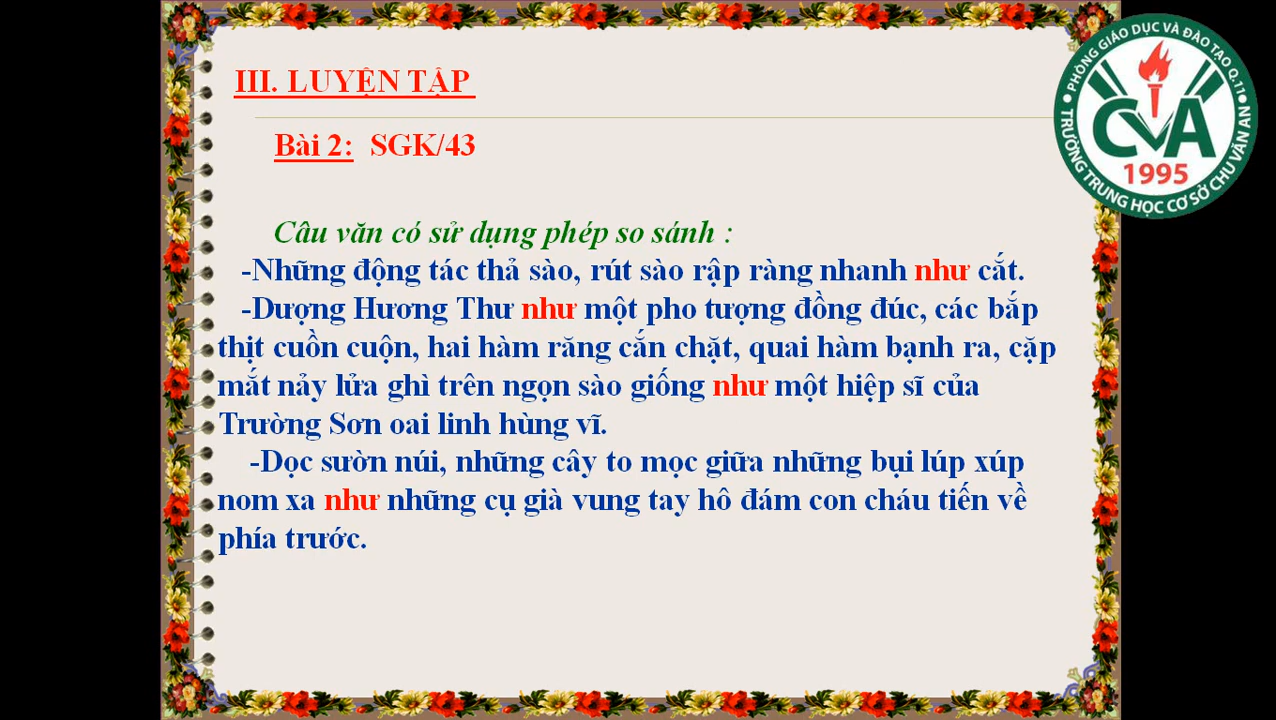 III. LUYỆN TẬP
Bài 2: SGK/43
Câu văn có sử dụng phép so sánh :
-Những động tác thả sào, rút sào rập ràng nhanh như cắt.
-Dượng Hương Thư như một pho tượng đồng đúc, các bắp
thịt cuồn cuộn, hai hàm răng cắn chặt, quai hàm bạnh ra, cặp
mắt nảy lửa ghì trên ngọn sào giống như một hiệp sĩ của
Trường Sơn oai linh hùng vĩ.
-Dọc sườn núi, những cây to mọc giữa những bụi lúp xúp
nom xa như những cụ già vung tay hô đám con cháu tiến về
phía trước.
PHÒNG GIÁO DỤC VÀ ĐÀO TẠO Q.11
CVA
1995
TRƯỜNG TRUNG HỌC CƠ SỞ CHU VĂN AN